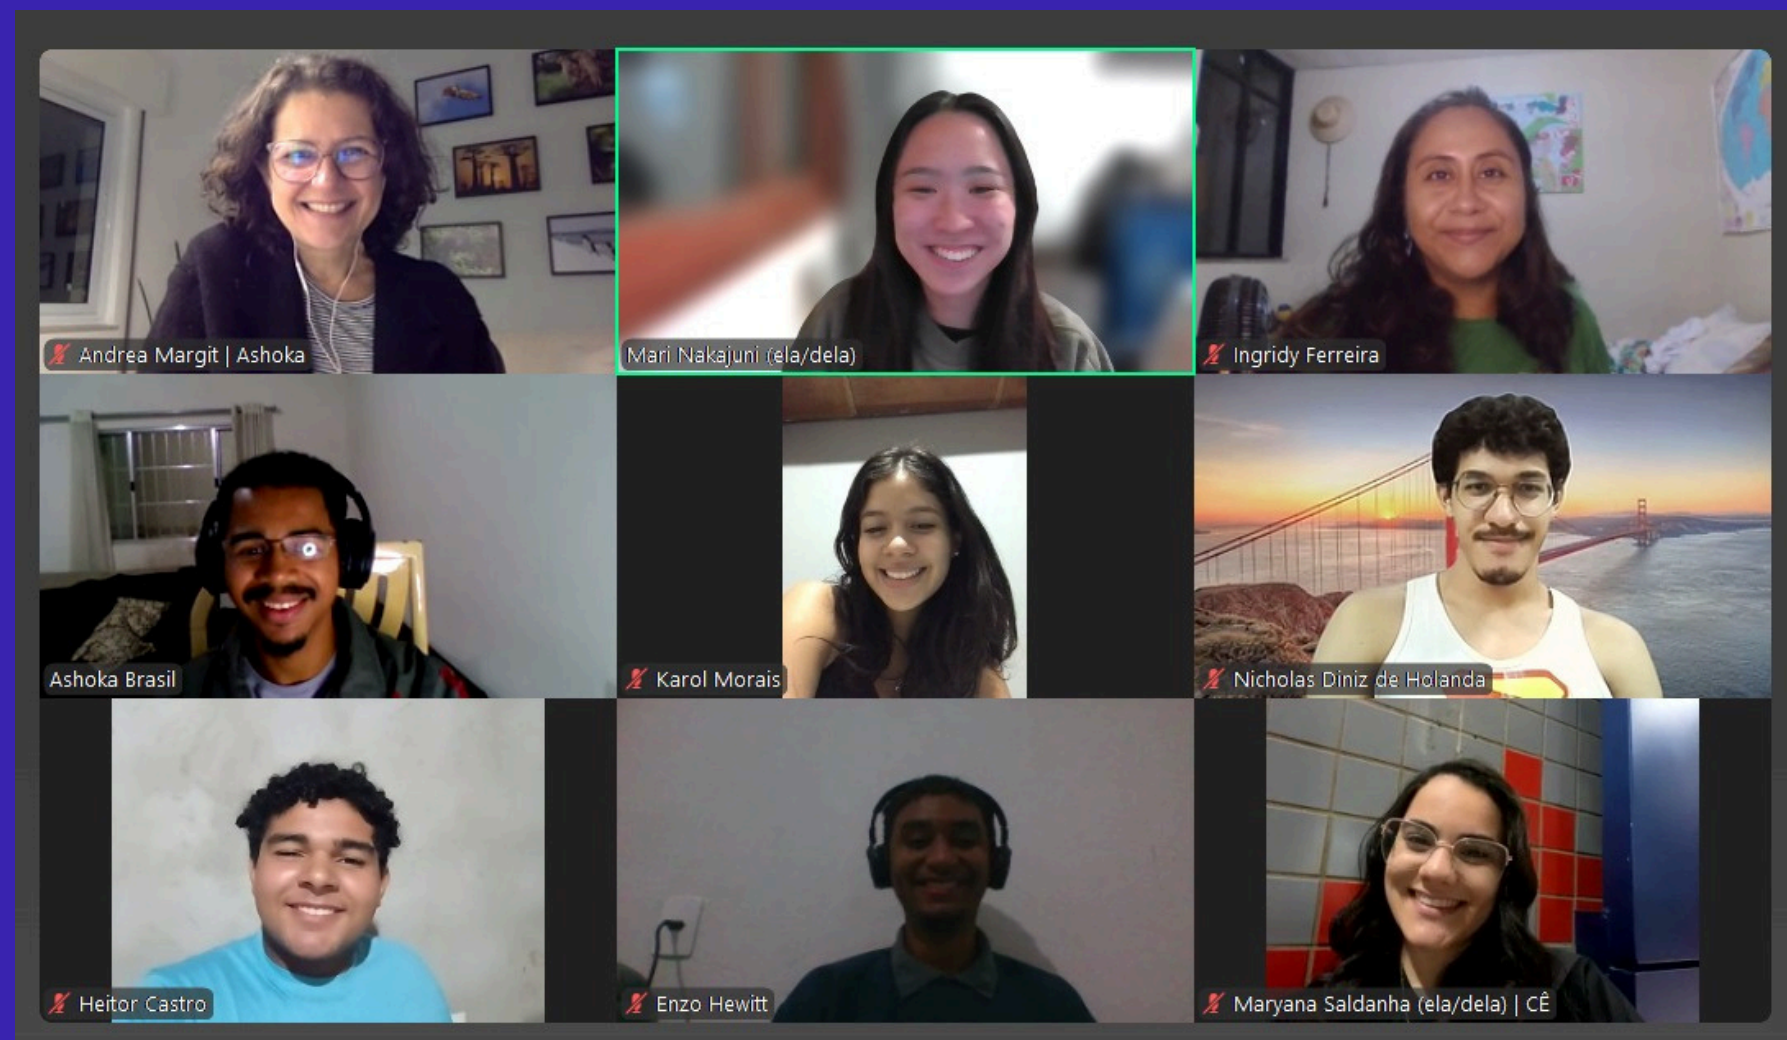 Andrea Margit | Ashoka
Mari Nakajuni (ela/dela)
Ingridy Ferreira
Ashoka Brasil
Karol Morais
Nicholas Diniz de Holanda
Heitor Castro
Enzo Hewitt
Maryana Saldanha (ela/dela) | CÊ